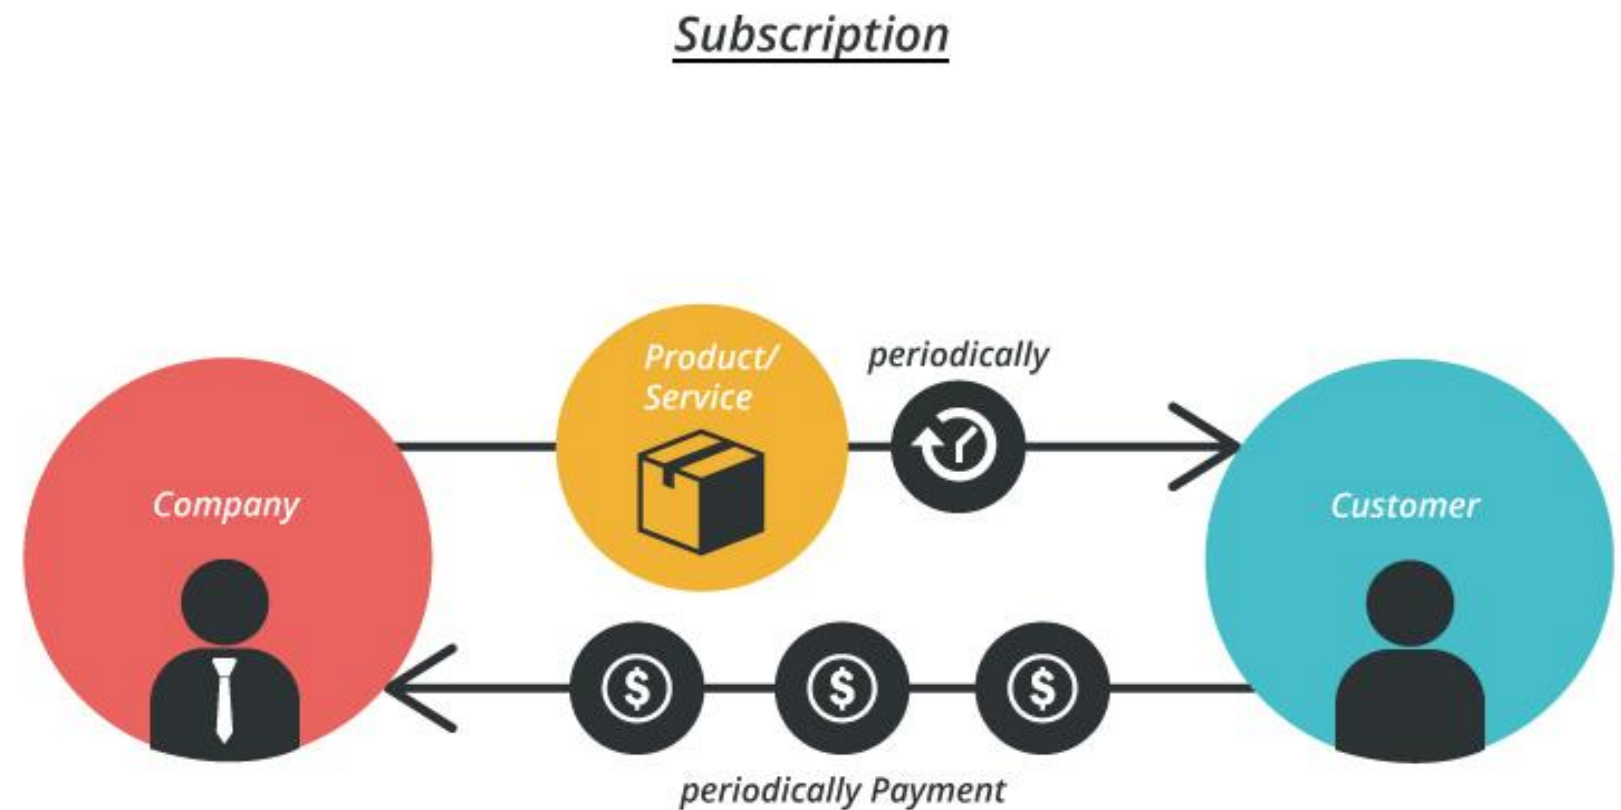 Subscription
Product/
Service
periodically
Company
Customer
$ $ $
periodically Payment